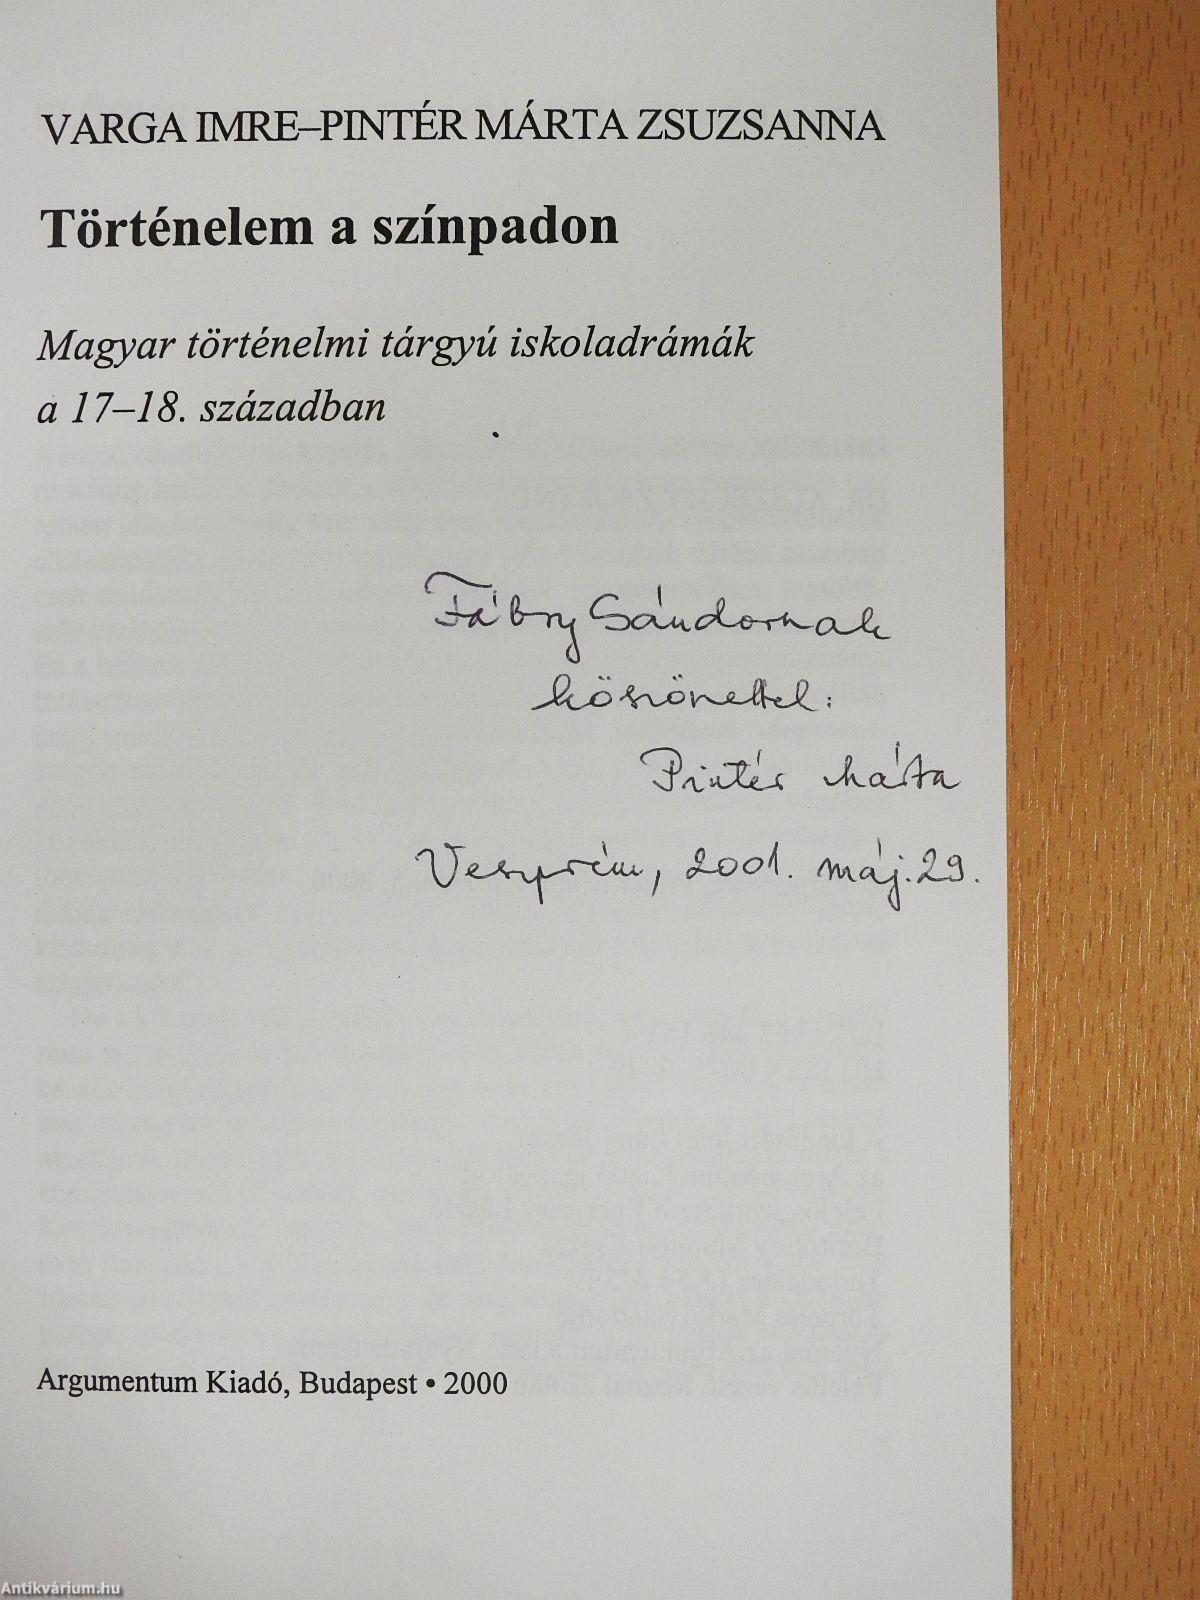 VARGA IMRE–PINTÉR MÁRTA ZSUZSANNA
Történelem a színpadon
Magyar történelmi tárgyú iskoladrámák
a 17–18. században
Fábry Sándornak
köszönettel:
Pintér Márta
Veszprém, 2001. máj. 29.
Argumentum Kiadó, Budapest • 2000
Antikvárium.hu